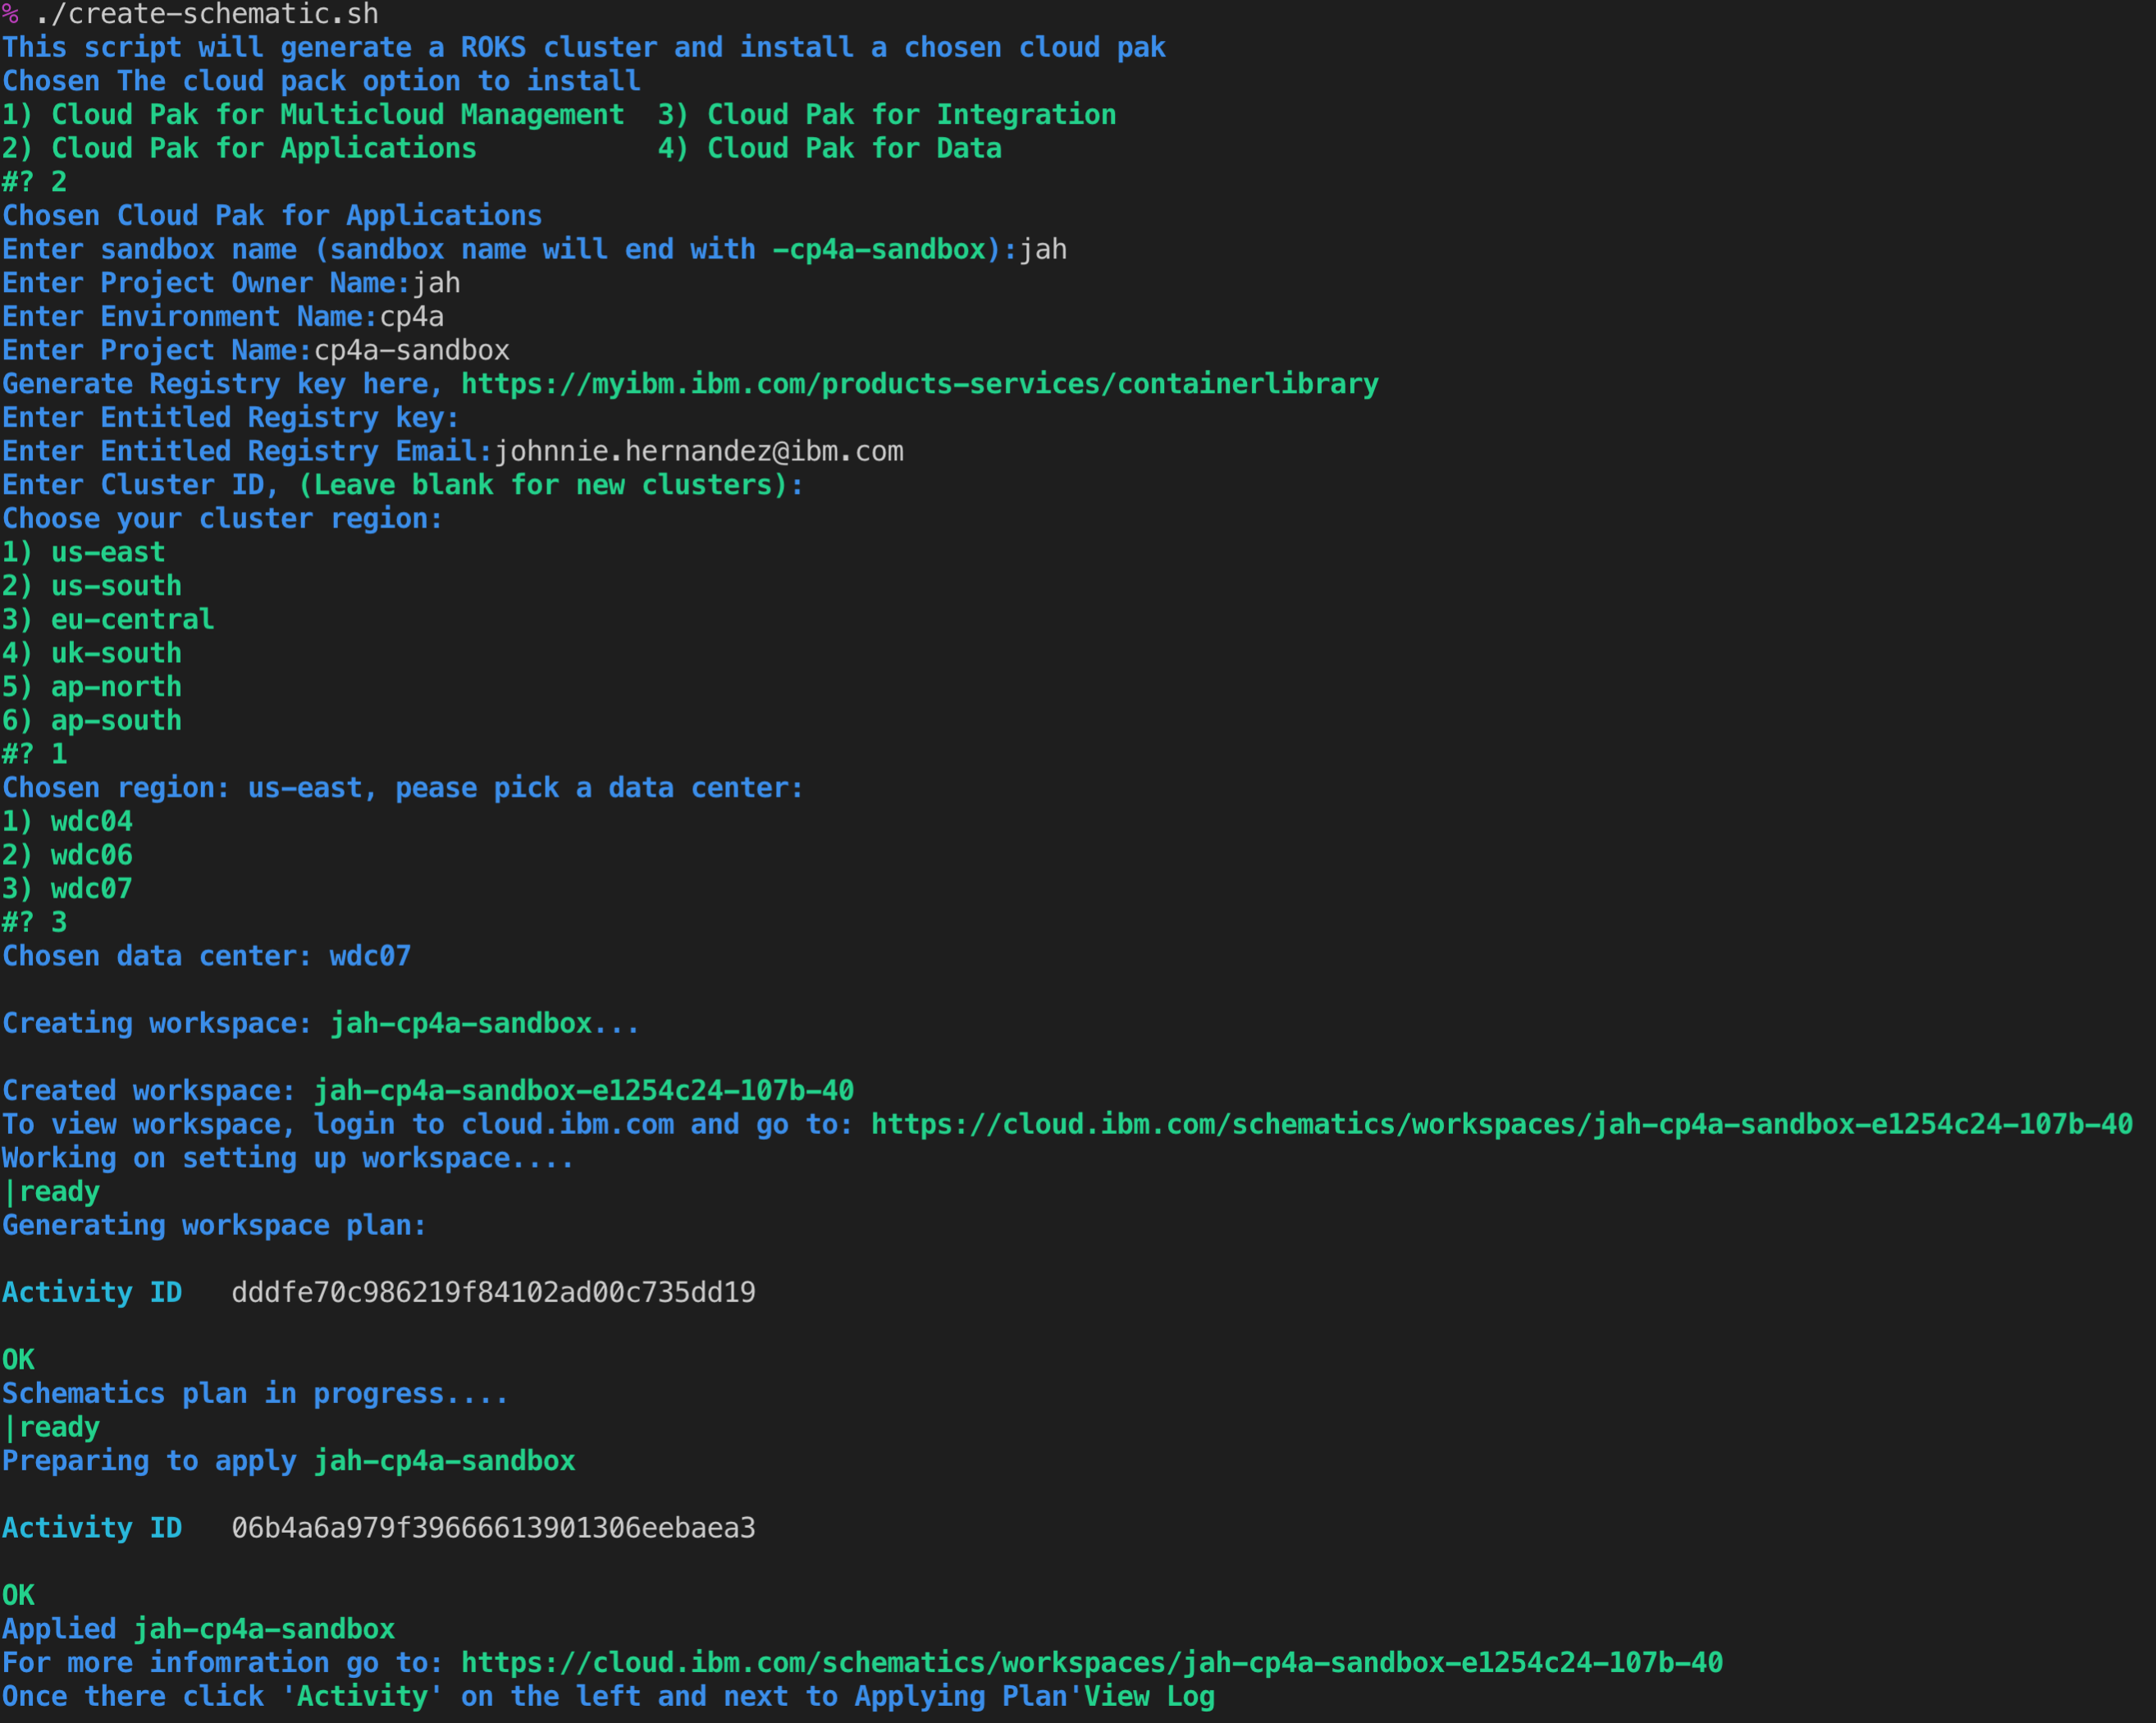 % ./create-schematic.sh
This script will generate a ROKS cluster and install a chosen cloud pak
Chosen The cloud pack option to install
1) Cloud Pak for Multicloud Management  3) Cloud Pak for Integration
2) Cloud Pak for Applications           4) Cloud Pak for Data
#? 2
Chosen Cloud Pak for Applications
Enter sandbox name (sandbox name will end with -cp4a-sandbox):jah
Enter Project Owner Name:jah
Enter Environment Name:cp4a
Enter Project Name:cp4a-sandbox
Generate Registry key here, https://myibm.ibm.com/products-services/containerlibrary
Enter Entitled Registry key:
Enter Entitled Registry Email:johnnie.hernandez@ibm.com
Enter Cluster ID, (Leave blank for new clusters):
Choose your cluster region:
1) us-east
2) us-south
3) eu-central
4) uk-south
5) ap-north
6) ap-south
#? 1
Chosen region: us-east, pease pick a data center:
1) wdc04
2) wdc06
3) wdc07
#? 3
Chosen data center: wdc07
Creating workspace: jah-cp4a-sandbox...
Created workspace: jah-cp4a-sandbox-e1254c24-107b-40
To view workspace, login to cloud.ibm.com and go to: https://cloud.ibm.com/schematics/workspaces/jah-cp4a-sandbox-e1254c24-107b-40
Working on setting up workspace....
|ready
Generating workspace plan:
Activity ID   dddfe70c986219f84102ad00c735dd19
OK
Schematics plan in progress....
|ready
Preparing to apply jah-cp4a-sandbox
Activity ID   06b4a6a979f39666613901306eebaea3
OK
Applied jah-cp4a-sandbox
For more infomration go to: https://cloud.ibm.com/schematics/workspaces/jah-cp4a-sandbox-e1254c24-107b-40
Once there click 'Activity' on the left and next to Applying Plan'View Log